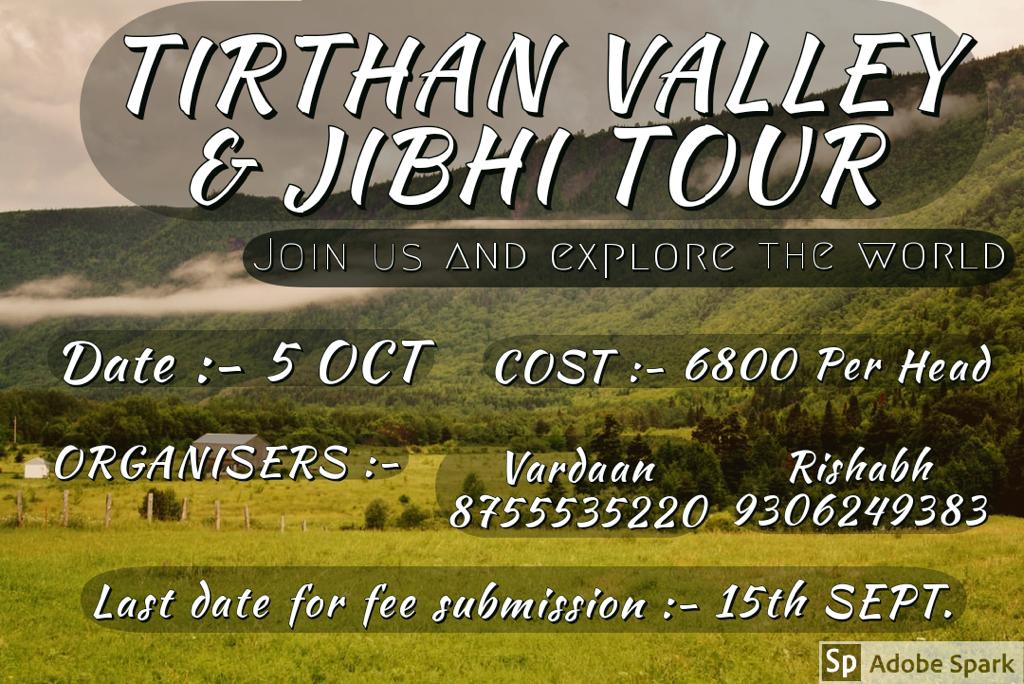 TIRTHAN VALLEY
& JIBHI TOUR
JOIN US AND EXPLORE THE WORLD
Date :- 5 OCT
COST :- 6800 Per Head
ORGANISERS :-
Vardaan
8755535220
Rishabh
9306249383
Last date for fee submission :- 15th SEPT.
Sp Adobe Spark